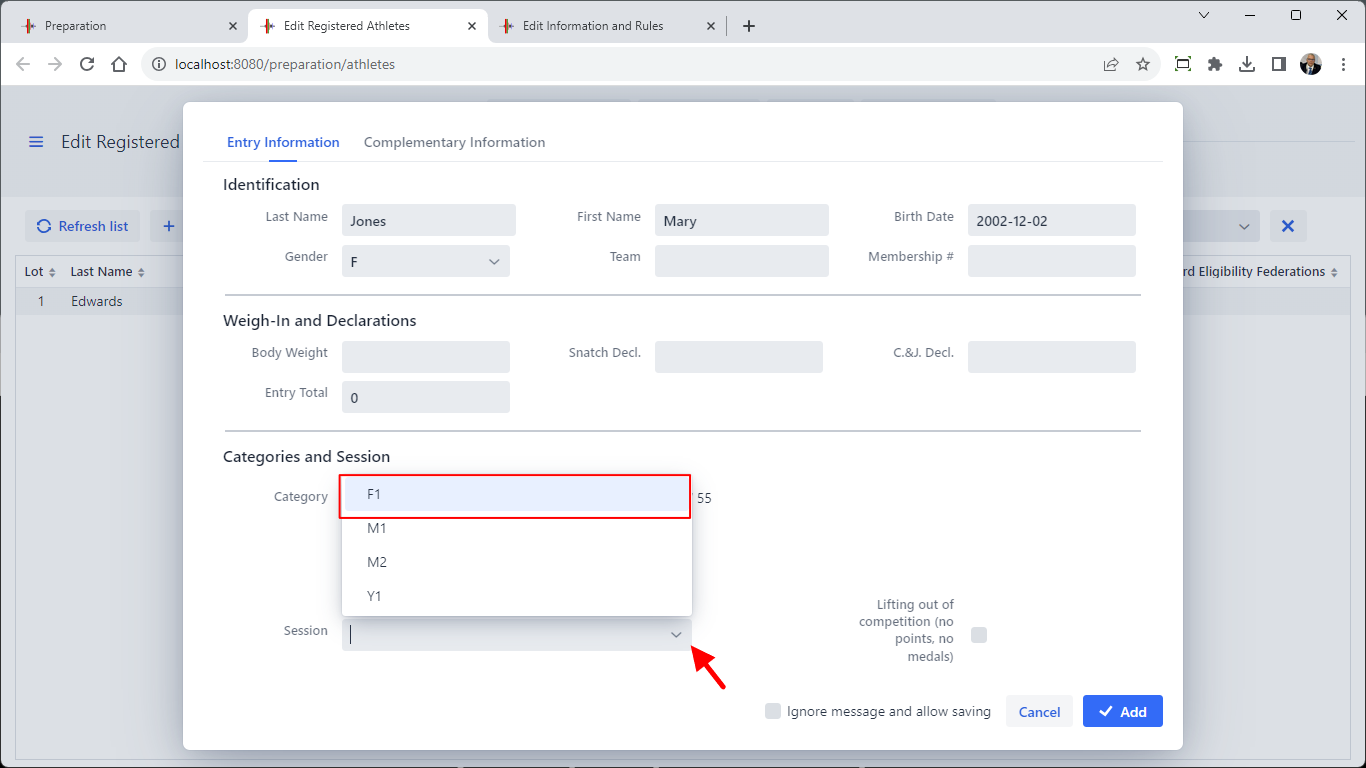 Preparation
Edit Registered Athletes
Edit Information and Rules
localhost:8080/preparation/athletes
Edit Registered
Refresh list
Lot Last Name
rd Eligibility Federations
1 Edwards
Entry Information Complementary Information
Identification
Last Name Jones First Name Mary Birth Date 2002-12-02
Gender F Team Membership #
Weigh-In and Declarations
Body Weight Snatch Decl. C.&J. Decl.
Entry Total 0
Categories and Session
Category 55
F1
M1
M2
Y1
Session
Lifting out of
competition (no
points, no
medals)
Ignore message and allow saving Cancel Add